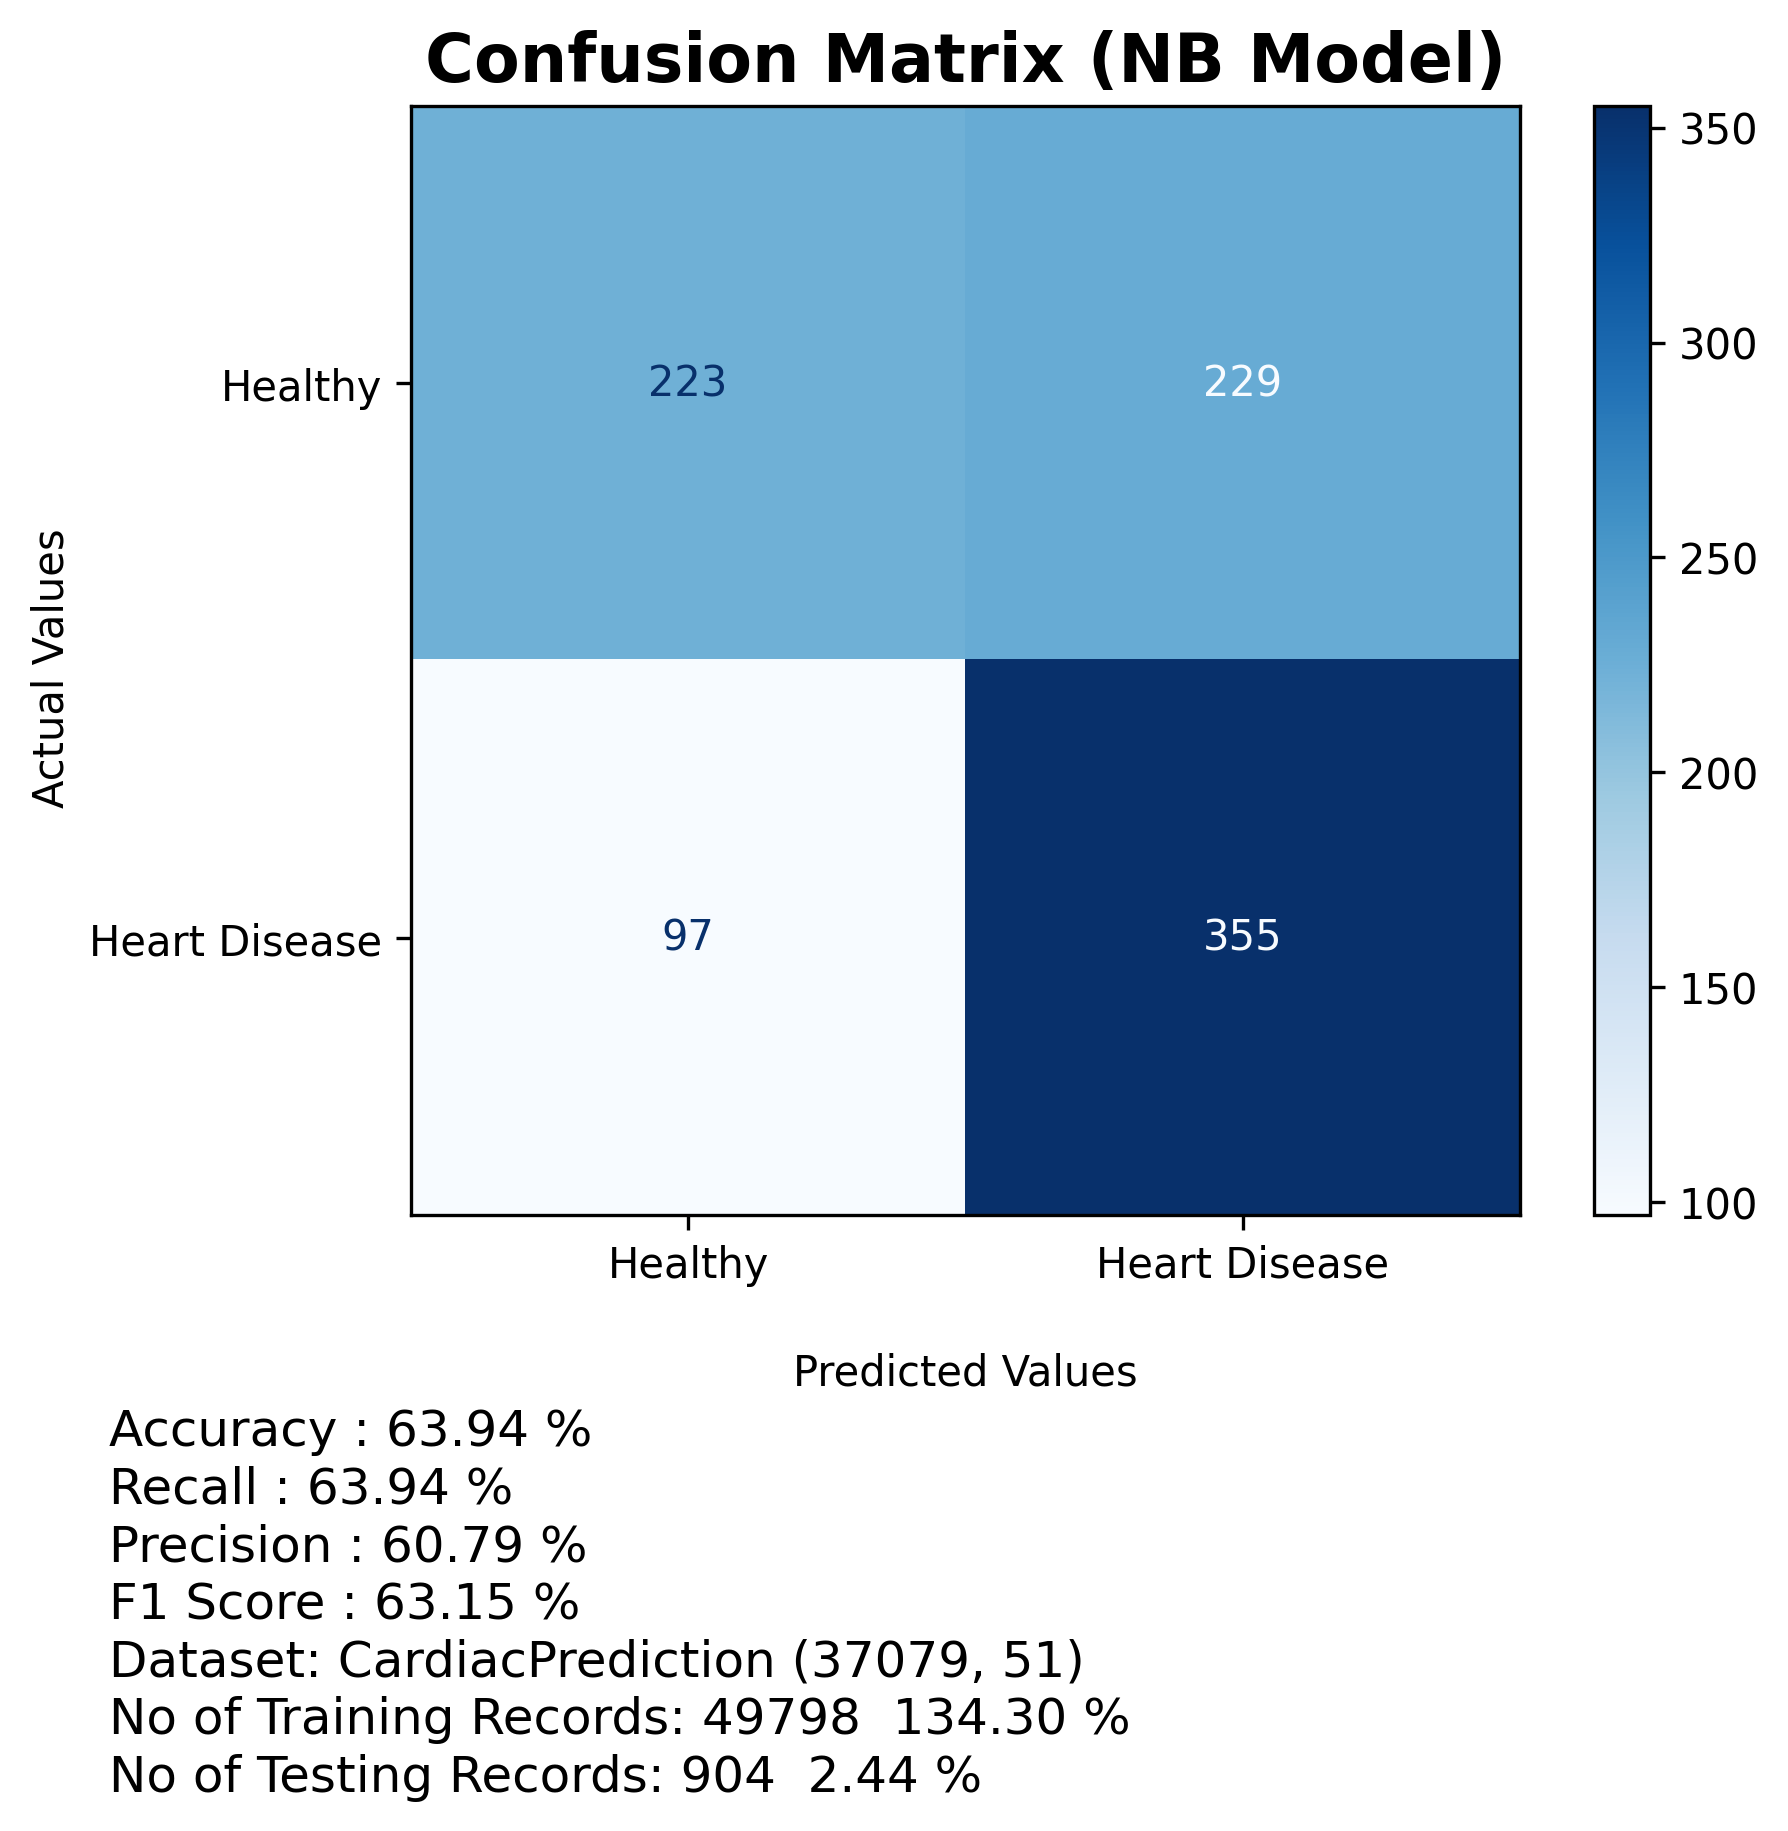 Confusion Matrix (NB Model)
350
300
250
200
150
100
Actual Values
Healthy
223
229
Heart Disease
97
355
Healthy
Heart Disease
Predicted Values
Accuracy : 63.94 %
Recall : 63.94 %
Precision : 60.79 %
F1 Score : 63.15 %
Dataset: CardiacPrediction (37079, 51)
No of Training Records: 49798  134.30 %
No of Testing Records: 904  2.44 %